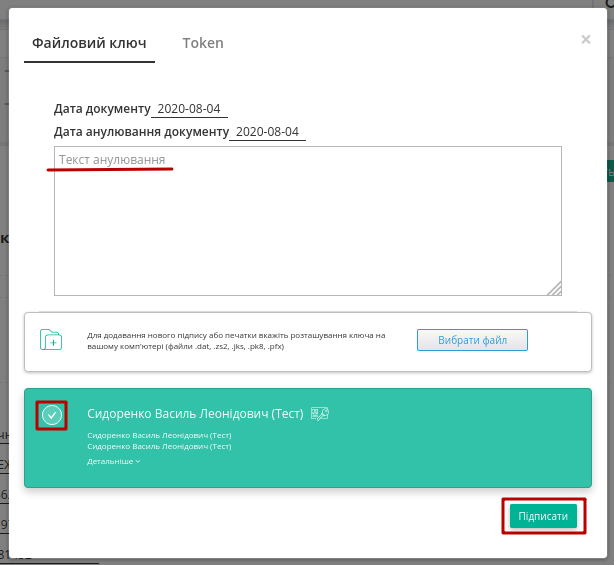 Файловий ключ Token ×
Дата документу 2020-08-04
Дата анулювання документу 2020-08-04
Текст анулювання
Для додавання нового підпису або печатки вкажіть розташування ключа на
вашому комп'ютері (файли .dat, .zs2, .jks, .pk8, .pfx)
Вибрати файл
Сидоренко Василь Леонідович (Тест)
Сидоренко Василь Леонідович (Тест)
Сидоренко Василь Леонідович (Тест)
Детальніше
Підписати